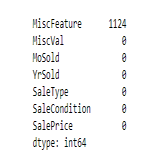 MiscFeature 1124
MiscVal 0
MoSold 0
YrSold 0
SaleType 0
SaleCondition 0
SalePrice 0
dtype: int64